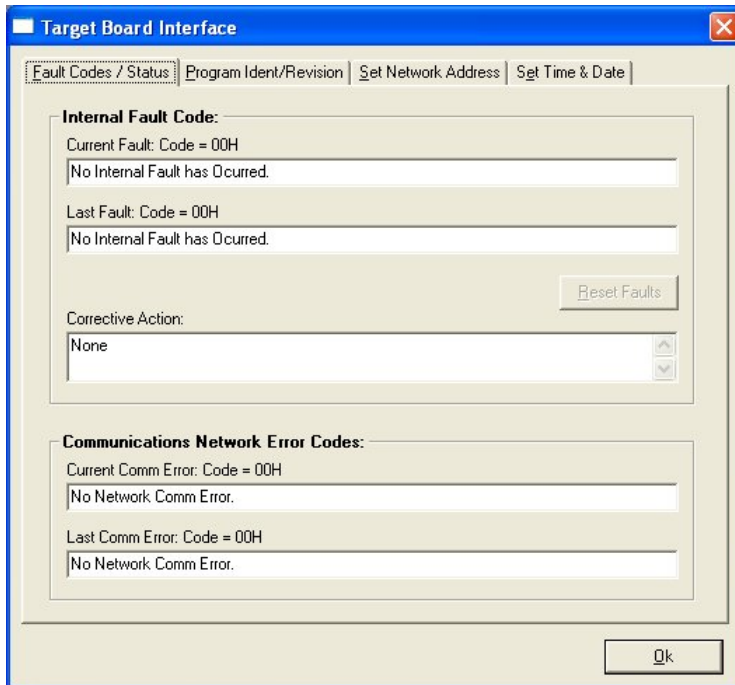 Target Board Interface
Fault Codes / Status Program Ident/Revision Set Network Address Set Time & Date
Internal Fault Code:
Current Fault: Code = 00H
No Internal Fault has Ocurred.
Last Fault: Code = 00H
No Internal Fault has Ocurred.
Reset Faults
Corrective Action:
None
Communications Network Error Codes:
Current Comm Error: Code = 00H
No Network Comm Error.
Last Comm Error: Code = 00H
No Network Comm Error.
Ok